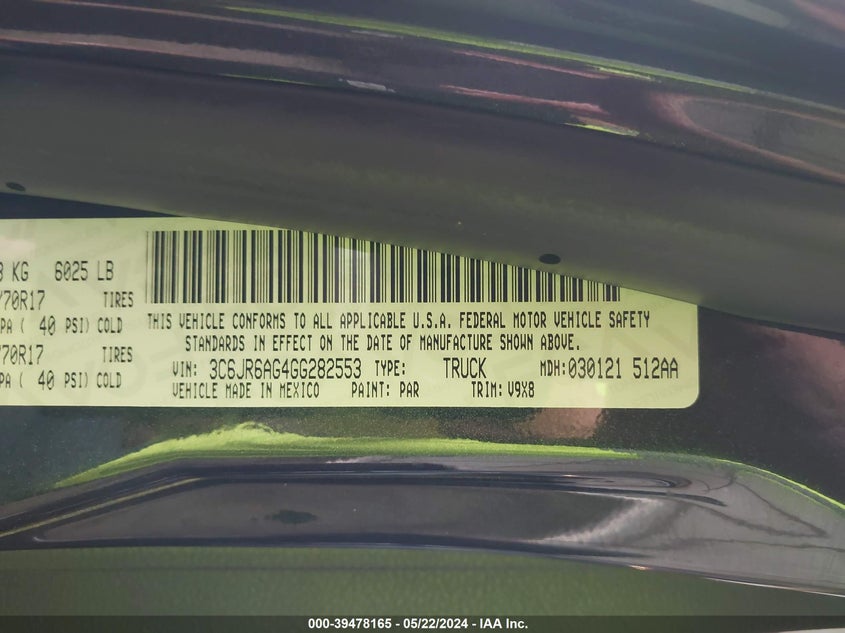 KG 6025 LB
/70R17 TIRES
PA ( 40 PSI) COLD
/70R17 TIRES
PA ( 40 PSI) COLD
THIS VEHICLE CONFORMS TO ALL APPLICABLE U.S.A. FEDERAL MOTOR VEHICLE SAFETY
STANDARDS IN EFFECT ON THE DATE OF MANUFACTURE SHOWN ABOVE.
VIN: 3C6JR6AG4GG282553 TYPE: TRUCK MDH:030121 512AA
VEHICLE MADE IN MEXICO PAINT: PAR TRIM: V9X8
000-39478165 - 05/22/2024 - IAA Inc.